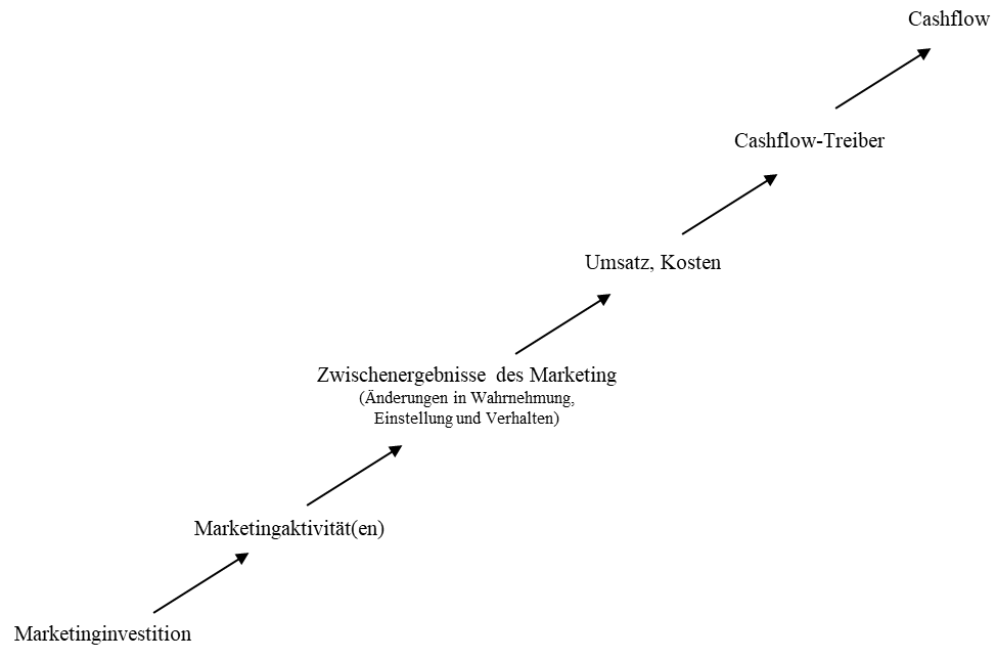 Cashflow
Cashflow-Treiber
Umsatz, Kosten
Zwischenergebnisse des Marketing
(Änderungen in Wahrnehmung,
Einstellung und Verhalten)
Marketingaktivität(en)
Marketinginvestition